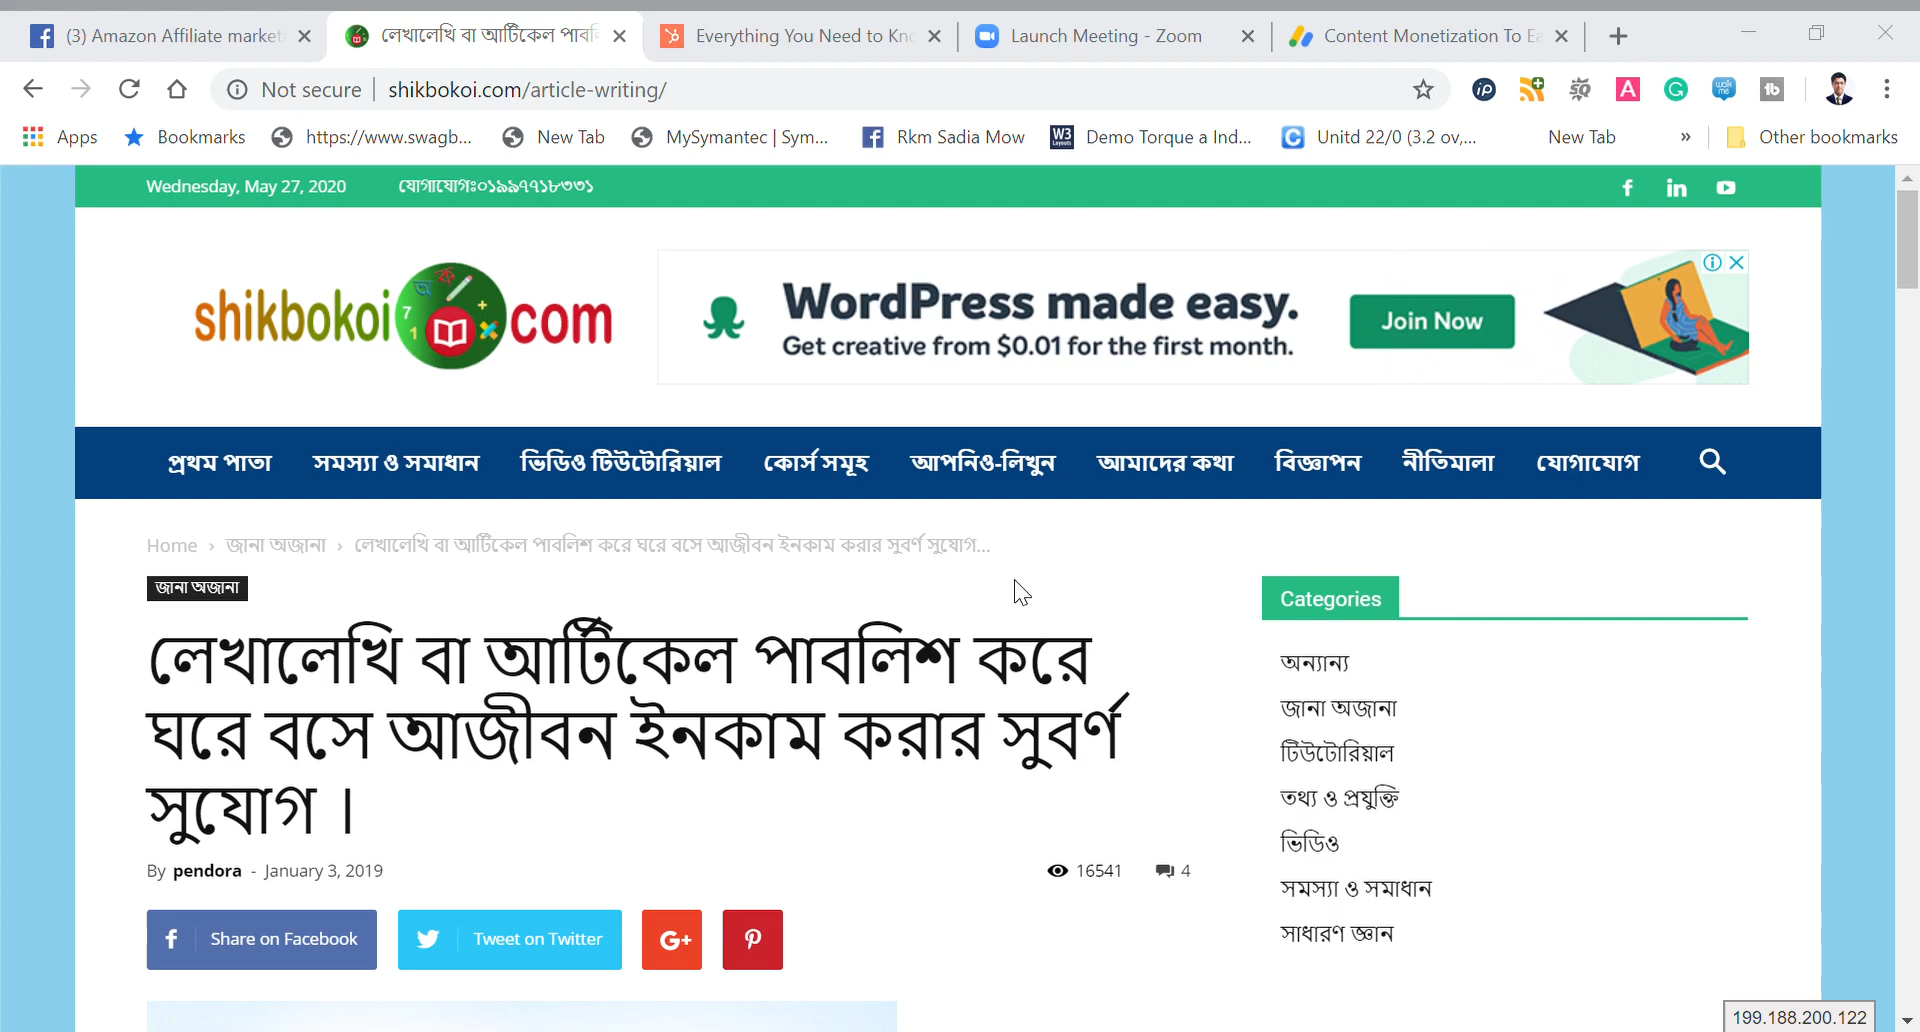 (3) Amazon Affiliate market
লেখালেখি বা আর্টিকেল পাবলি
Everything You Need to Kno
Launch Meeting - Zoom
Content Monetization To Ea
Not secure
shikbokoi.com/article-writing/
Apps
Bookmarks
https://www.swagb...
New Tab
MySymantec | Sym...
Rkm Sadia Mow
Demo Torque a Ind...
Unitd 22/0 (3.2 ov,...
New Tab
»
Other bookmarks
Wednesday, May 27, 2020
যোগাযোগঃ০১৯৯৭৭১৮৩৩১
shikbokoi com
WordPress made easy.
Get creative from $0.01 for the first month.
Join Now
প্রথম পাতা
সমস্যা ও সমাধান
ভিডিও টিউটোরিয়াল
কোর্স সমূহ
আপনিও-লিখুন
আমাদের কথা
বিজ্ঞাপন
নীতিমালা
যোগাযোগ
Home › জানা অজানা › লেখালেখি বা আর্টিকেল পাবলিশ করে ঘরে বসে আজীবন ইনকাম করার সুবর্ণ সুযোগ...
জানা অজানা
লেখালেখি বা আর্টিকেল পাবলিশ করে
ঘরে বসে আজীবন ইনকাম করার সুবর্ণ
সুযোগ ।
By pendora - January 3, 2019
16541
4
Share on Facebook
Tweet on Twitter
G+
Categories
অন্যান্য
জানা অজানা
টিউটোরিয়াল
তথ্য ও প্রযুক্তি
ভিডিও
সমস্যা ও সমাধান
সাধারণ জ্ঞান
199.188.200.122